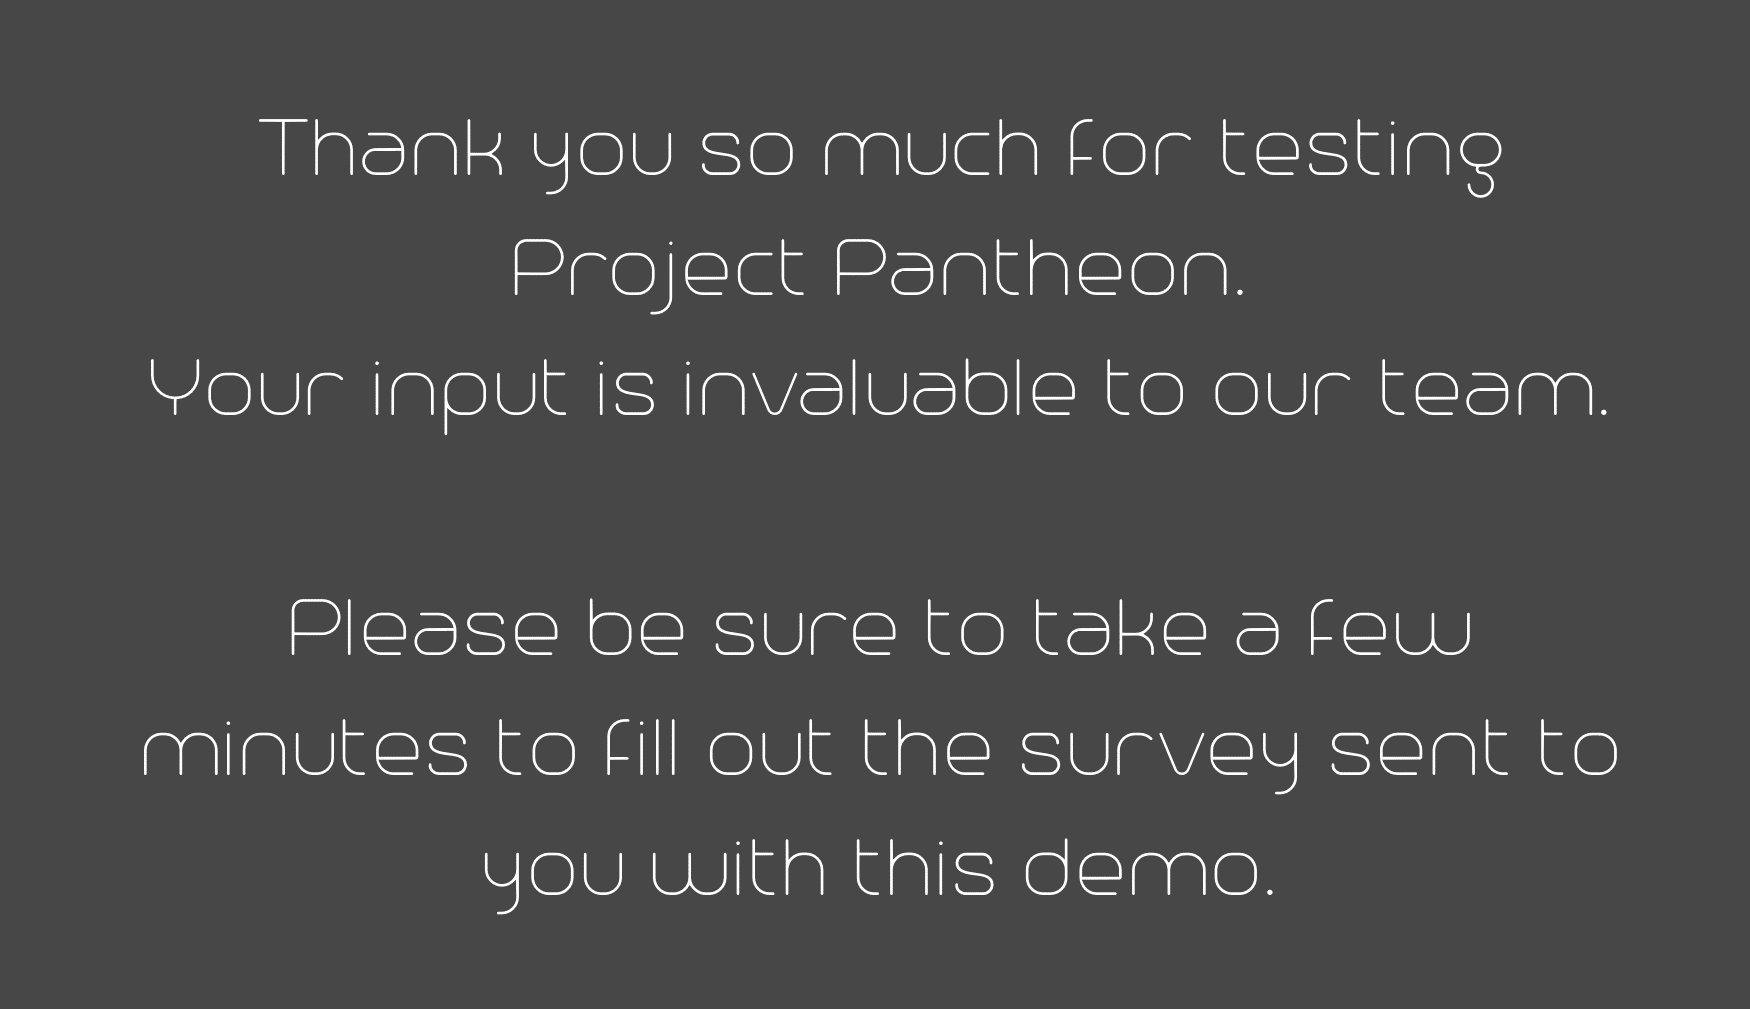 Thank you so much for testing
Project Pantheon.
Your input is invaluable to our team.
Please be sure to take a few
minutes to fill out the survey sent to
you with this demo.